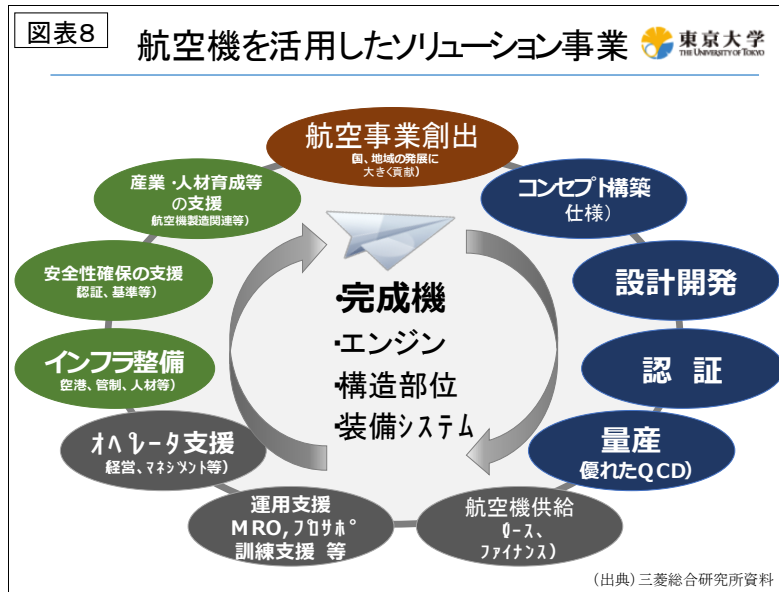 図表8
航空機を活用したソリューション事業
東京大学
THE UNIVERSITY OF TOKYO
航空事業創出
国、地域の発展に
大きく貢献）
コンセプト構築
仕様）
設計開発
認 証
量産
優れたQCD）
航空機供給
リース、
ファイナンス）
運用支援
MRO,プロサポ
訓練支援 等
オペレータ支援
経営、マネジメント等）
インフラ整備
空港、管制、人材等）
安全性確保の支援
認証、基準等）
産業・人材育成等
の支援
航空機製造関連等）
・完成機
・エンジン
・構造部位
・装備システム
（出典）三菱総合研究所資料